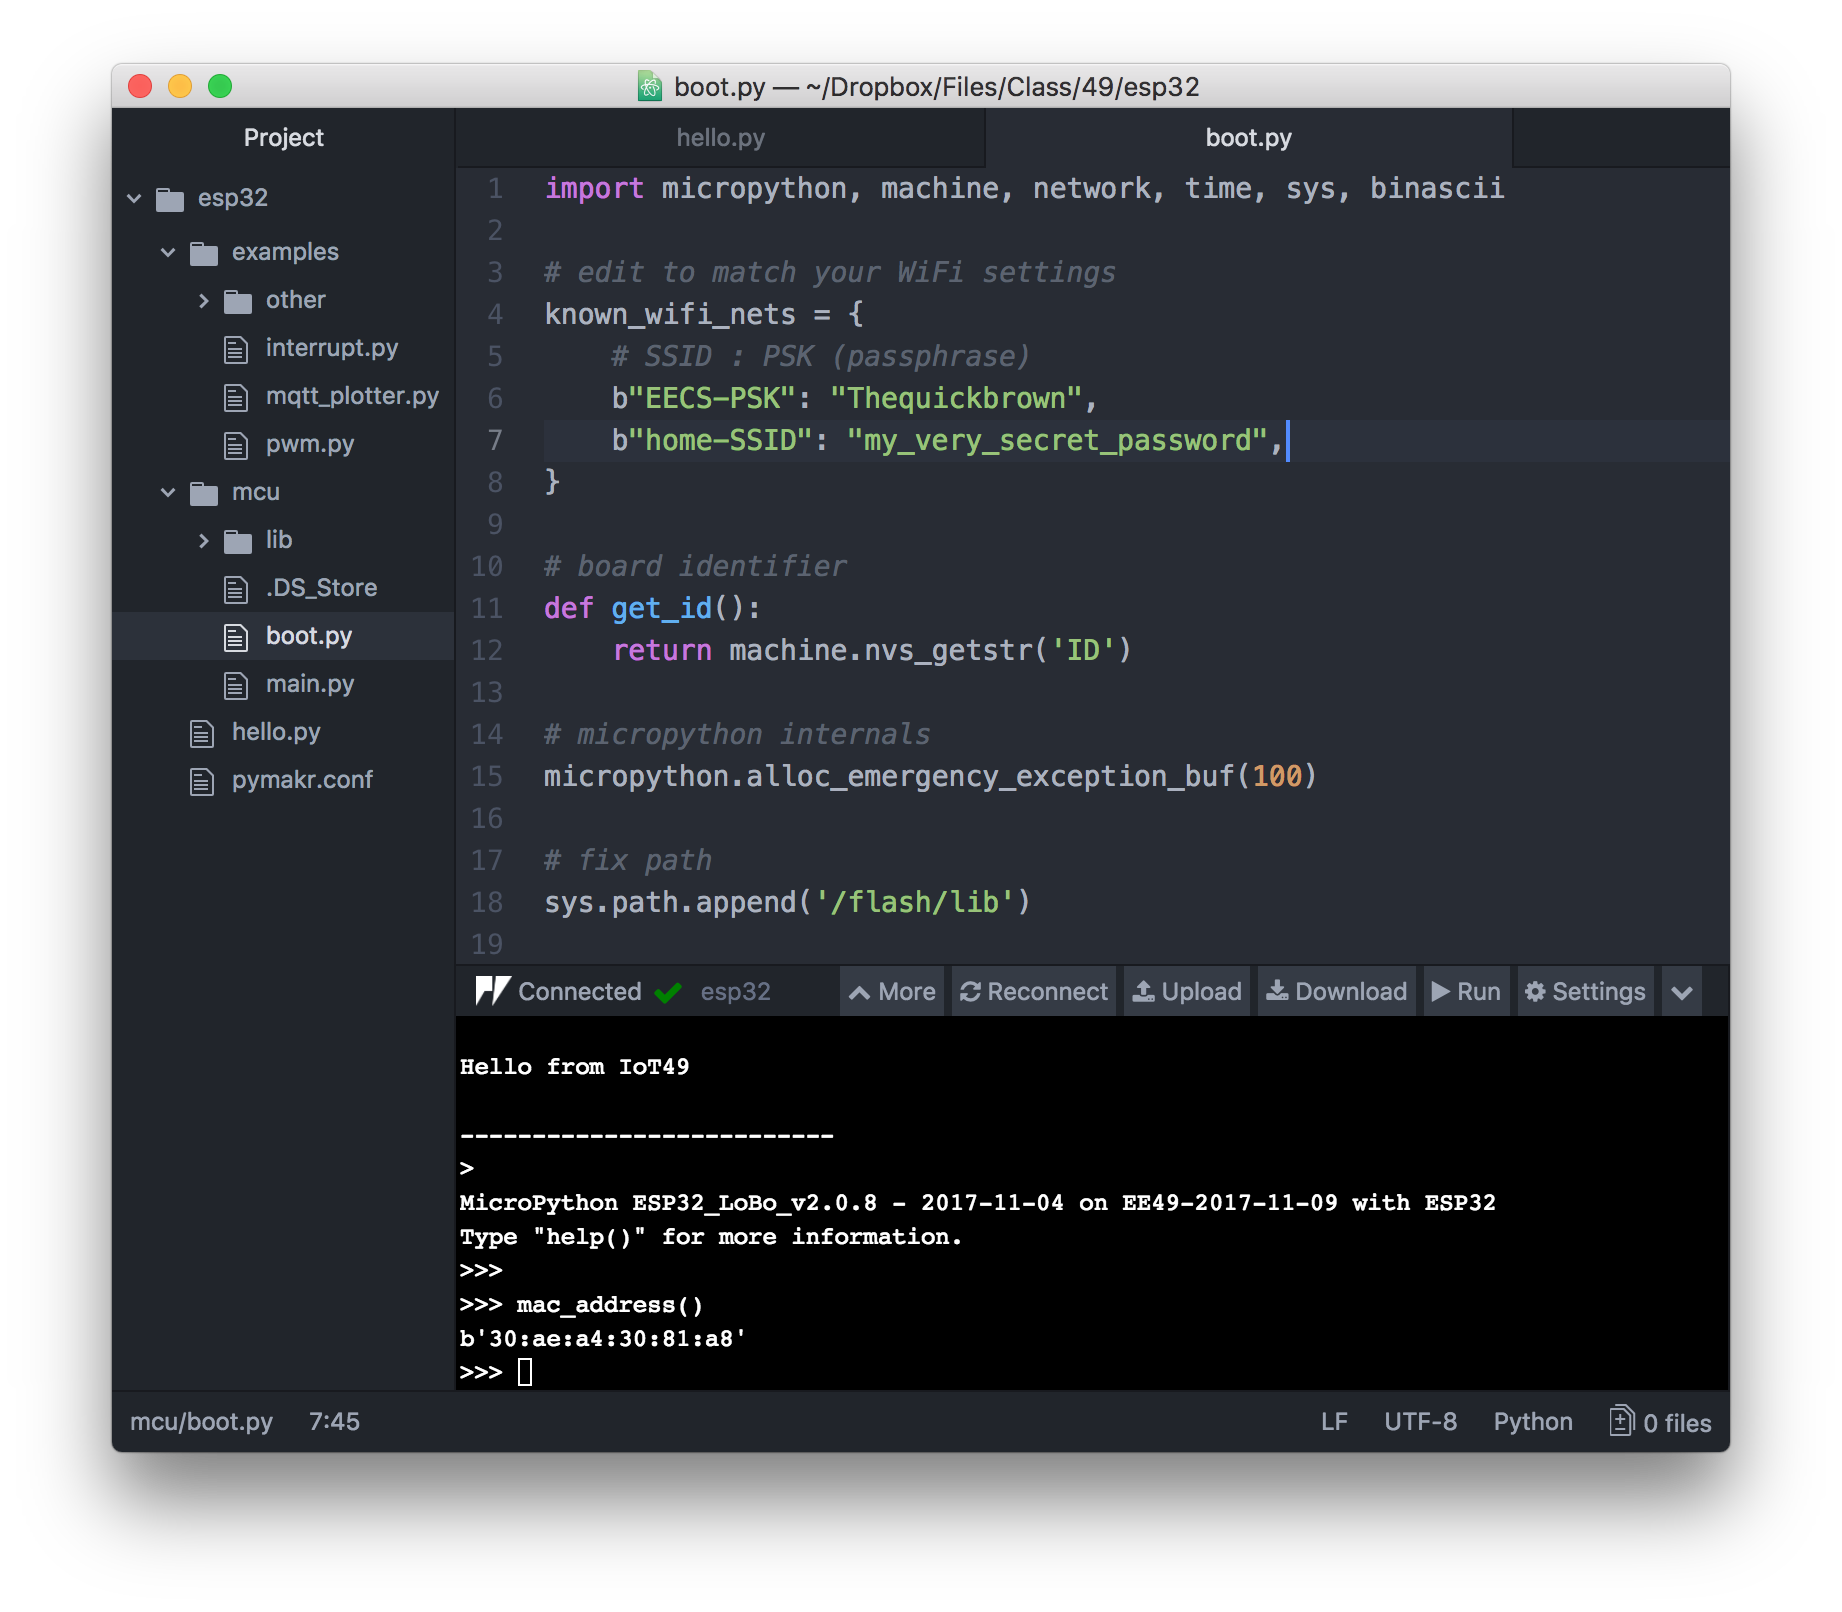 boot.py — ~/Dropbox/Files/Class/49/esp32
Project
esp32
examples
other
interrupt.py
mqtt_plotter.py
pwm.py
mcu
lib
.DS_Store
boot.py
main.py
hello.py
pymakr.conf
hello.py
boot.py
1 import micropython, machine, network, time, sys, binascii
2
3 # edit to match your WiFi settings
4 known_wifi_nets = {
5     # SSID : PSK (passphrase)
6     b"EECS-PSK": "Thequickbrown",
7     b"home-SSID": "my_very_secret_password",
8 }
9
10 # board identifier
11 def get_id():
12     return machine.nvs_getstr('ID')
13
14 # micropython internals
15 micropython.alloc_emergency_exception_buf(100)
16
17 # fix path
18 sys.path.append('/flash/lib')
19
Connected esp32 More Reconnect Upload Download Run Settings
Hello from IoT49
--------------------------
>
MicroPython ESP32_LoBo_v2.0.8 - 2017-11-04 on EE49-2017-11-09 with ESP32
Type "help()" for more information.
>>>
>>> mac_address()
b'30:ae:a4:30:81:a8'
>>>
mcu/boot.py 7:45 LF UTF-8 Python 0 files